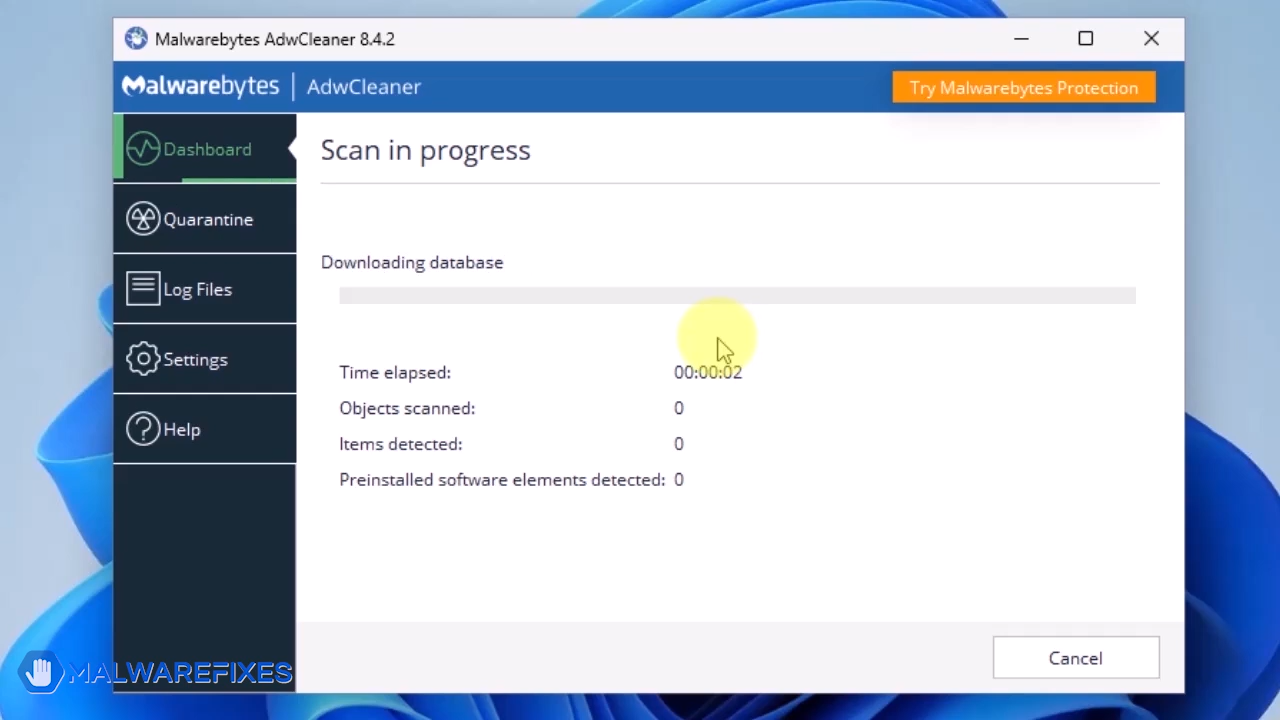 Malwarebytes AdwCleaner 8.4.2
Malwarebytes | AdwCleaner
Try Malwarebytes Protection
Dashboard
Quarantine
Log Files
Settings
Help
Scan in progress
Downloading database
Time elapsed: 00:00:02
Objects scanned: 0
Items detected: 0
Preinstalled software elements detected: 0
Cancel
MALWAREFIXES